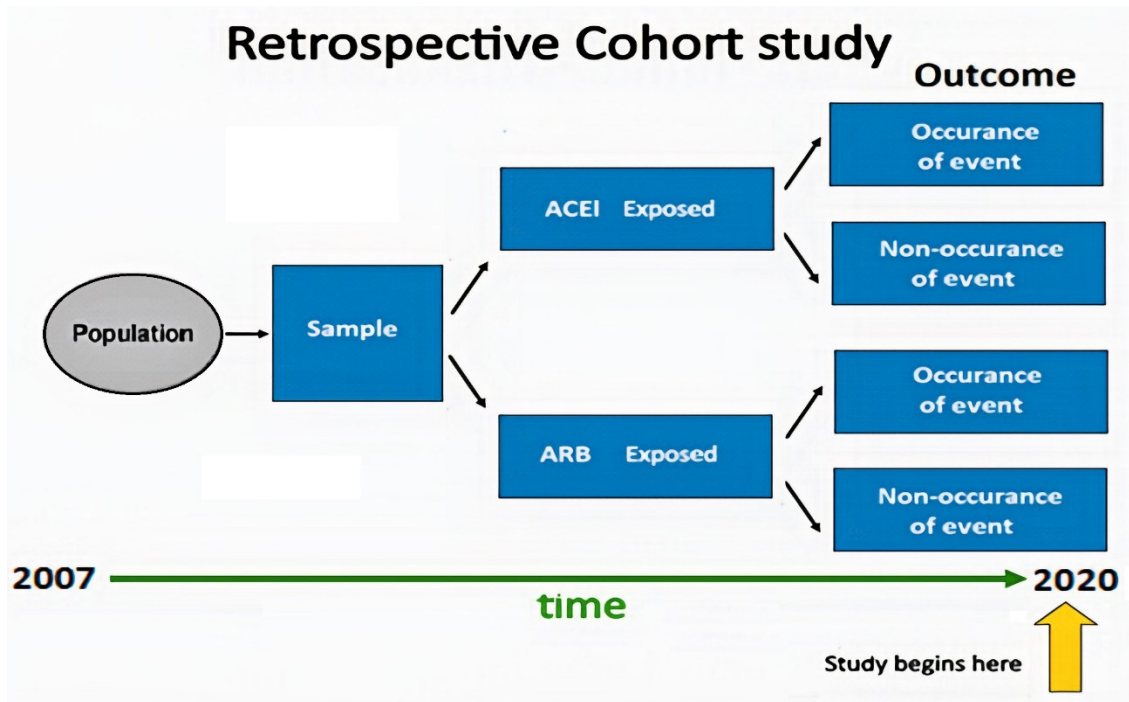 Retrospective Cohort study
Outcome
Occurance
of event
ACEI Exposed
Non-occurance
of event
Population
Sample
Occurance
of event
ARB Exposed
Non-occurance
of event
2007
2020
time
Study begins here